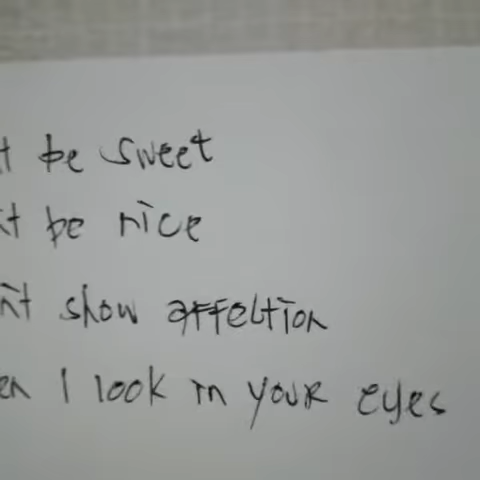 be sweet
be nice
show affection
I look in your eyes